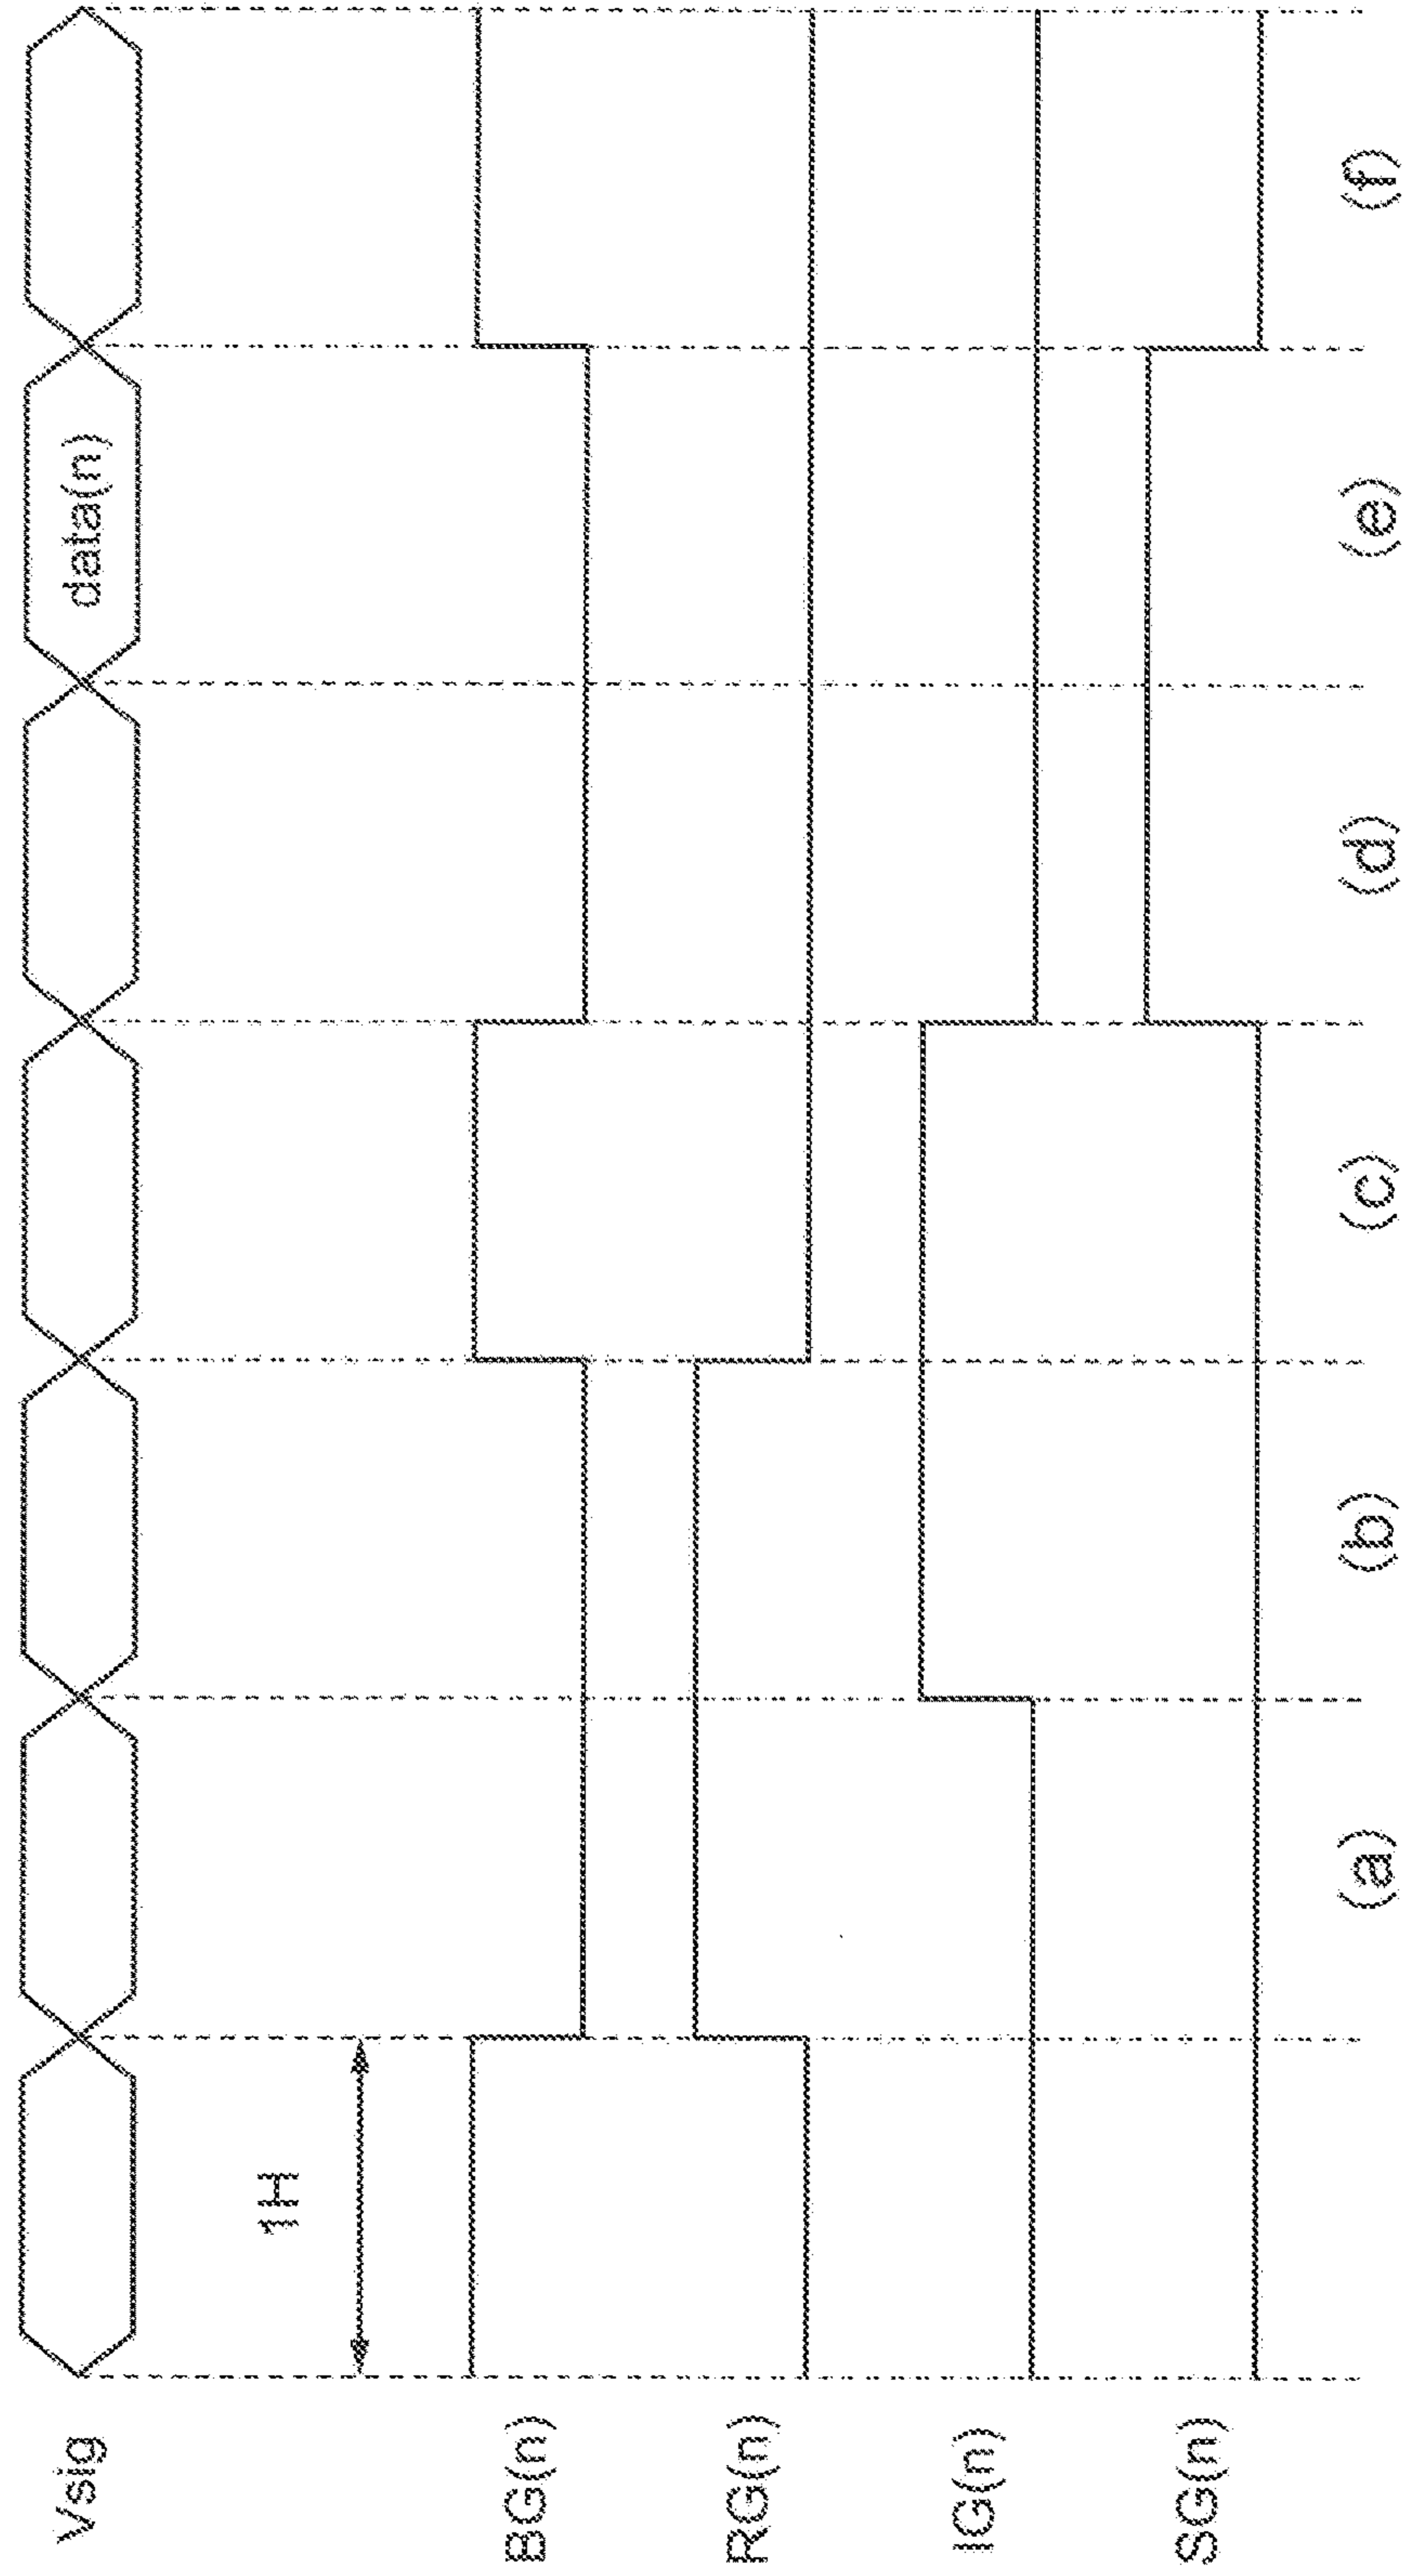 Vsig
data(n)
1H
BG(n)
RG(n)
IG(n)
SG(n)
(a)
(b)
(c)
(d)
(e)
(f)